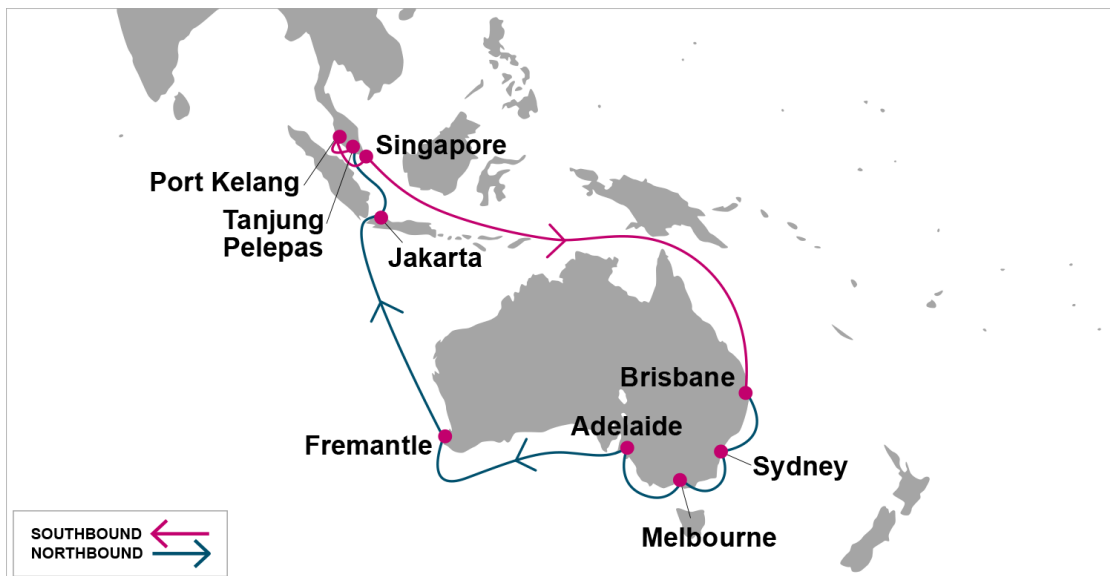 Singapore
Port Kelang
Tanjung
Pelepas
Jakarta
Brisbane
Adelaide
Fremantle
Sydney
Melbourne
SOUTHBOUND
NORTHBOUND